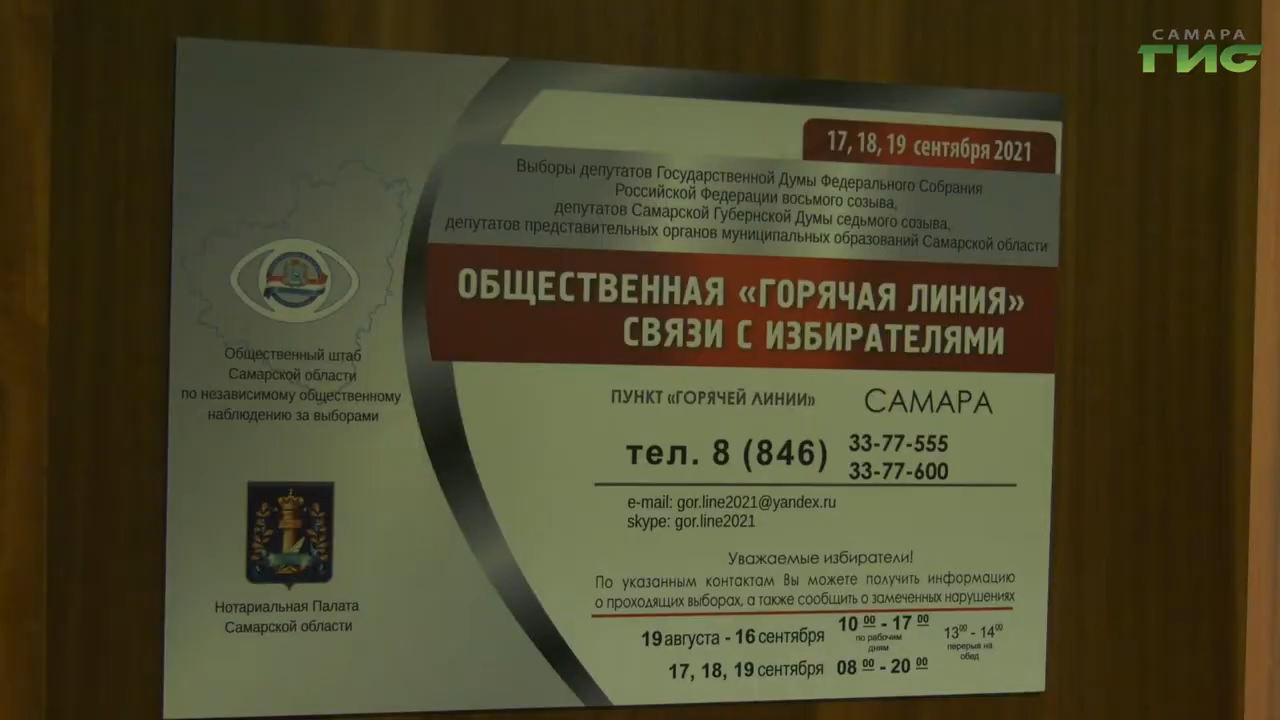 САМАРА
ГИС
17, 18, 19 сентября 2021
Выборы депутатов Государственной Думы Федерального Собрания
Российской Федерации восьмого созыва,
депутатов Самарской Губернской Думы седьмого созыва,
депутатов представительных органов муниципальных образований Самарской области
ОБЩЕСТВЕННАЯ «ГОРЯЧАЯ ЛИНИЯ»
СВЯЗИ С ИЗБИРАТЕЛЯМИ
Общественный штаб
Самарской области
по независимому общественному
наблюдению за выборами
Нотариальная Палата
Самарской области
ПУНКТ «ГОРЯЧЕЙ ЛИНИИ» САМАРА
тел. 8 (846) 33-77-555
33-77-600
e-mail: gor.line2021@yandex.ru
skype: gor.line2021
Уважаемые избиратели!
По указанным контактам Вы можете получить информацию
о проходящих выборах, а также сообщить о замеченных нарушениях
19 августа - 16 сентября 10 00 - 17 00 13 00 - 14 00
по рабочим перерыв на
дням обед
17, 18, 19 сентября 08 00 - 20 00